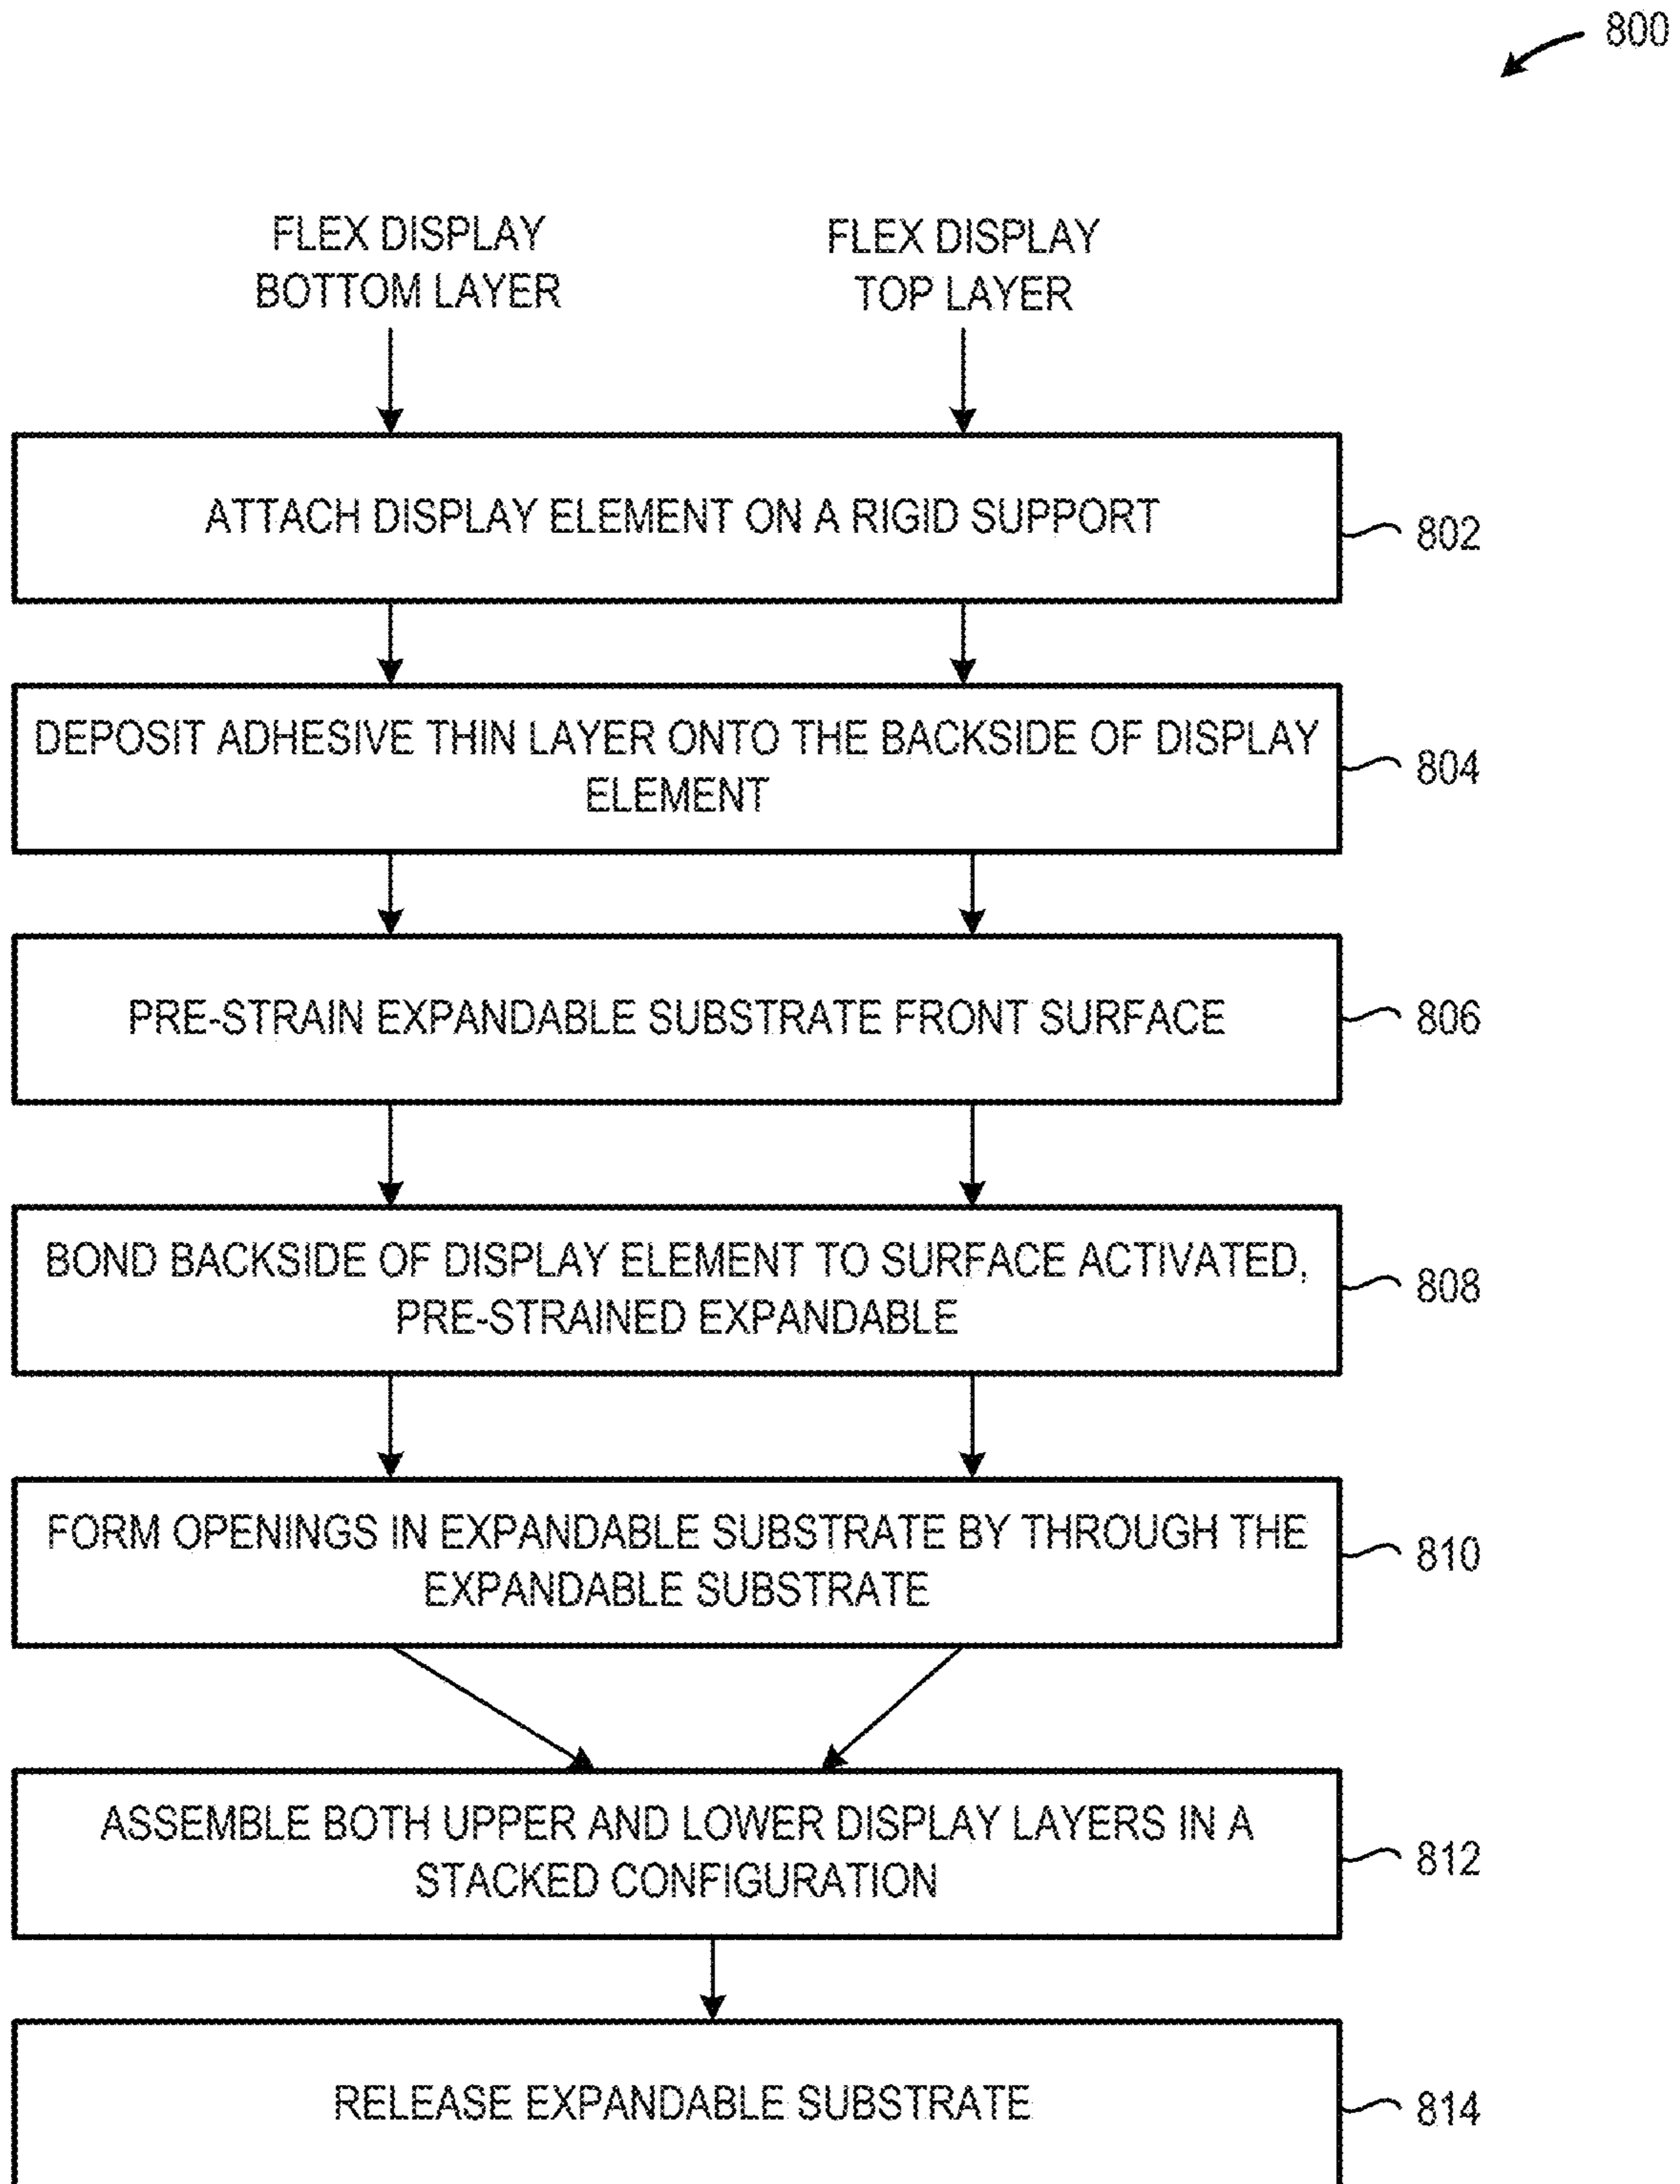 800
FLEX DISPLAY
BOTTOM LAYER
FLEX DISPLAY
TOP LAYER
ATTACH DISPLAY ELEMENT ON A RIGID SUPPORT
802
DEPOSIT ADHESIVE THIN LAYER ONTO THE BACKSIDE OF DISPLAY
ELEMENT
804
PRE-STRAIN EXPANDABLE SUBSTRATE FRONT SURFACE
806
BOND BACKSIDE OF DISPLAY ELEMENT TO SURFACE ACTIVATED,
PRE-STRAINED EXPANDABLE
808
FORM OPENINGS IN EXPANDABLE SUBSTRATE BY THROUGH THE
EXPANDABLE SUBSTRATE
810
ASSEMBLE BOTH UPPER AND LOWER DISPLAY LAYERS IN A
STACKED CONFIGURATION
812
RELEASE EXPANDABLE SUBSTRATE
814